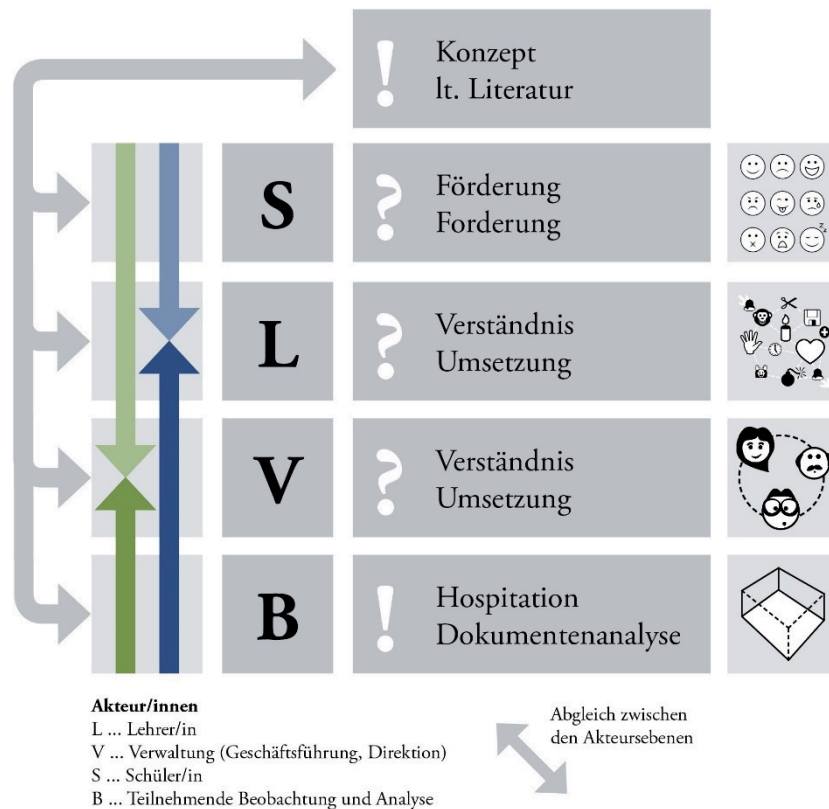 !
Konzept
lt. Literatur
S
?
Förderung
Forderung
z z
L
?
Verständnis
Umsetzung
V
?
Verständnis
Umsetzung
B
!
Hospitation
Dokumentenanalyse
Akteur/innen
L ... Lehrer/in
V ... Verwaltung (Geschäftsführung, Direktion)
S ... Schüler/in
B ... Teilnehmende Beobachtung und Analyse
Abgleich zwischen
den Akteursebenen